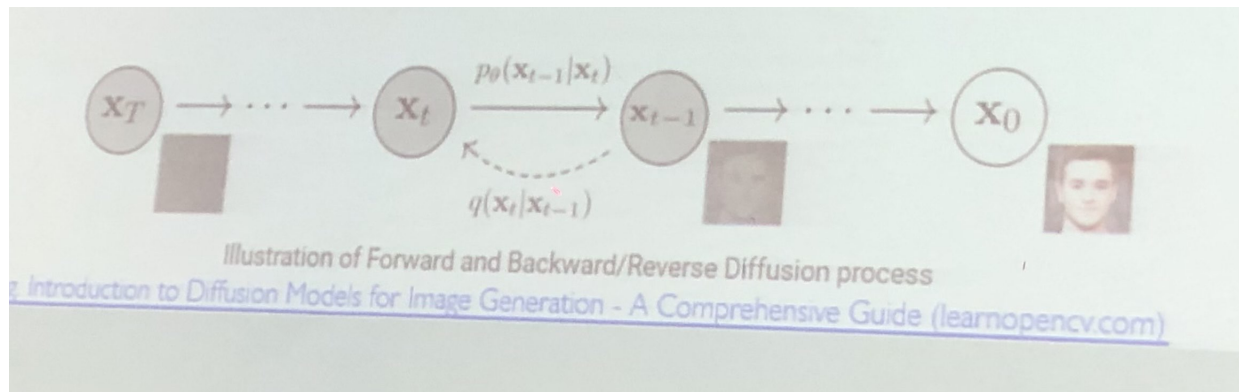 p_θ(x_{t−1}|x_t)
x_T → ··· → x_t → x_{t−1} → ··· → x_0
q(x_t|x_{t−1})
Illustration of Forward and Backward/Reverse Diffusion process
Introduction to Diffusion Models for Image Generation - A Comprehensive Guide (learnopencv.com)